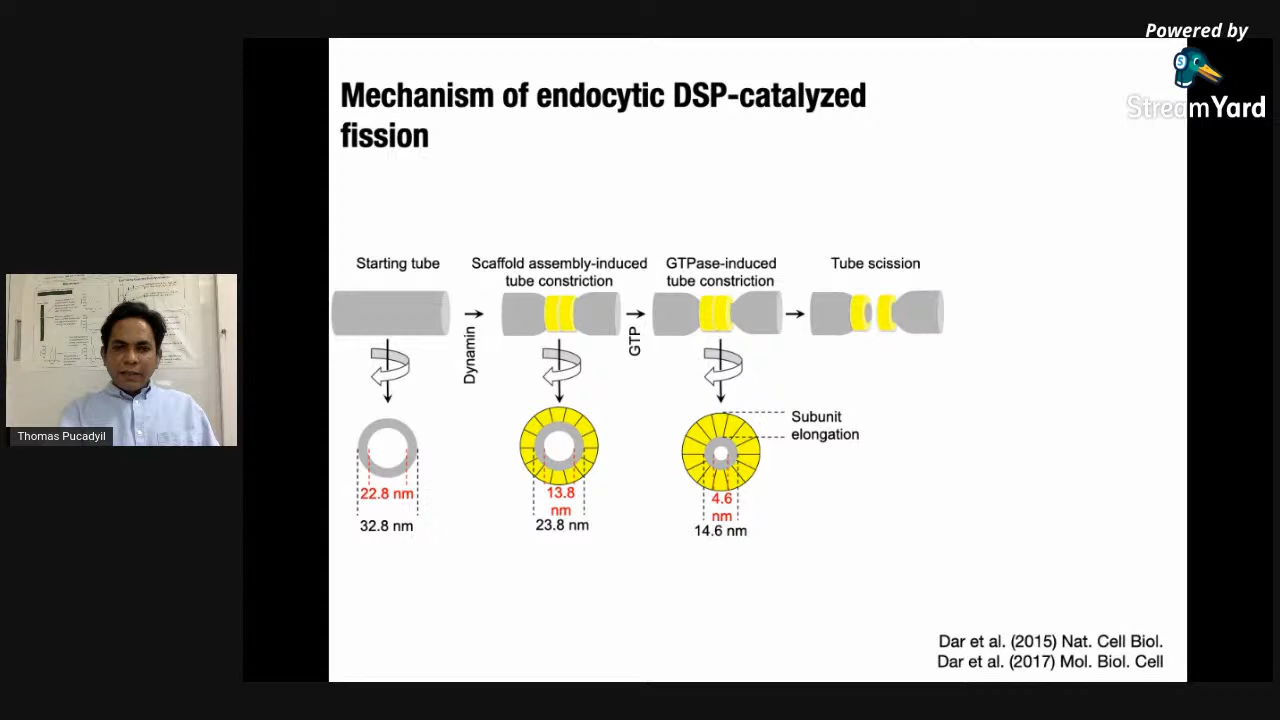 Powered by
StreamYard
Mechanism of endocytic DSP-catalyzed
fission
Starting tube
Scaffold assembly-induced
tube constriction
GTPase-induced
tube constriction
Tube scission
Dynamin
GTP
Subunit
elongation
22.8 nm
32.8 nm
13.8
nm
23.8 nm
4.6
nm
14.6 nm
Thomas Pucadyil
Dar et al. (2015) Nat. Cell Biol.
Dar et al. (2017) Mol. Biol. Cell